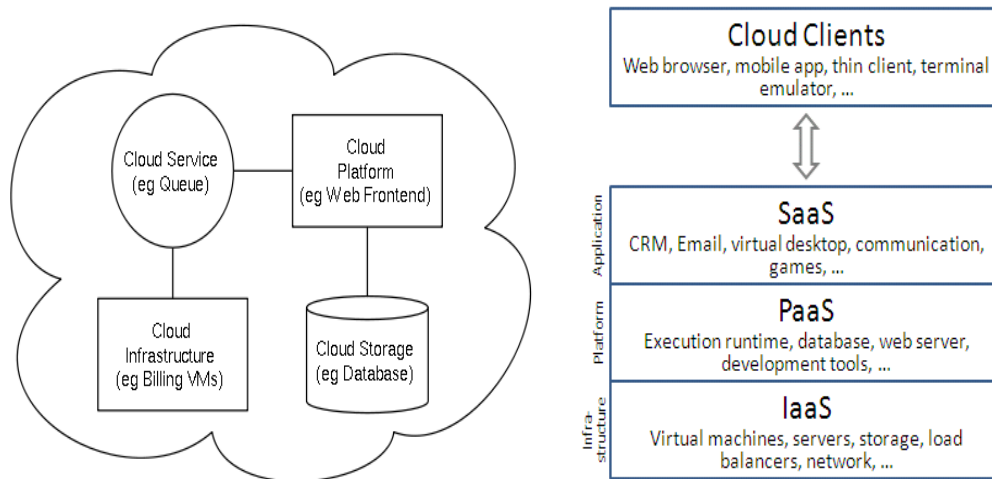 Cloud Service
(eg Queue)
Cloud
Platform
(eg Web Frontend)
Cloud
Infrastructure
(eg Billing VMs)
Cloud Storage
(eg Database)
Cloud Clients
Web browser, mobile app, thin client, terminal
emulator, ...
Application
SaaS
CRM, Email, virtual desktop, communication,
games, ...
Platform
PaaS
Execution runtime, database, web server,
development tools, ...
Infra-
structure
IaaS
Virtual machines, servers, storage, load
balancers, network, ...